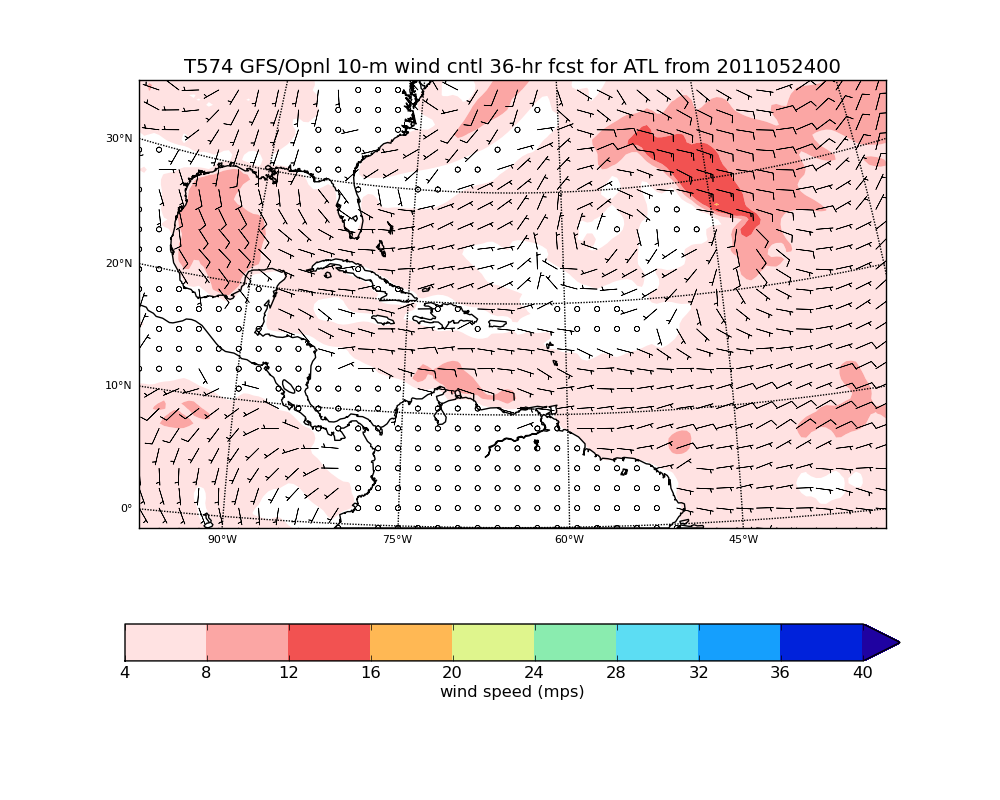 T574 GFS/Opnl 10-m wind cntl 36-hr fcst for ATL from 2011052400
30°N
20°N
10°N
0°
90°W 75°W 60°W 45°W
4 8 12 16 20 24 28 32 36 40
wind speed (mps)